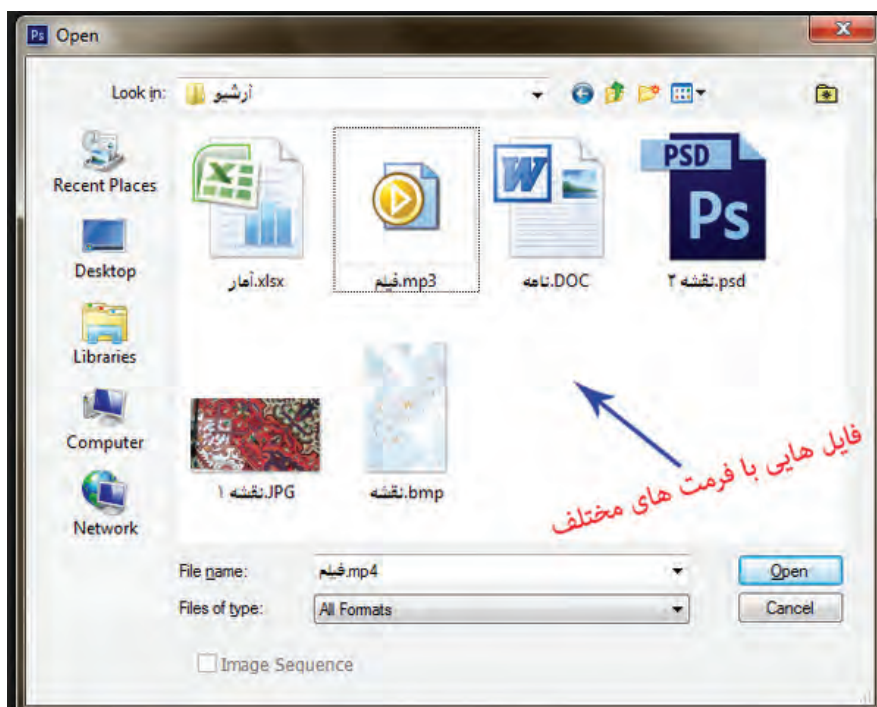 Ps Open
Look in: آرشیو
Recent Places
Desktop
Libraries
Computer
Network
آمار.xlsx
فیلم.mp3
نامه.DOC
PSD
Ps
نقشه ۲.psd
نقشه ۱.JPG
نقشه.bmp
فایل هایی با فرمت های مختلف
File name: فیلم.mp4 Open
Files of type: All Formats Cancel
Image Sequence